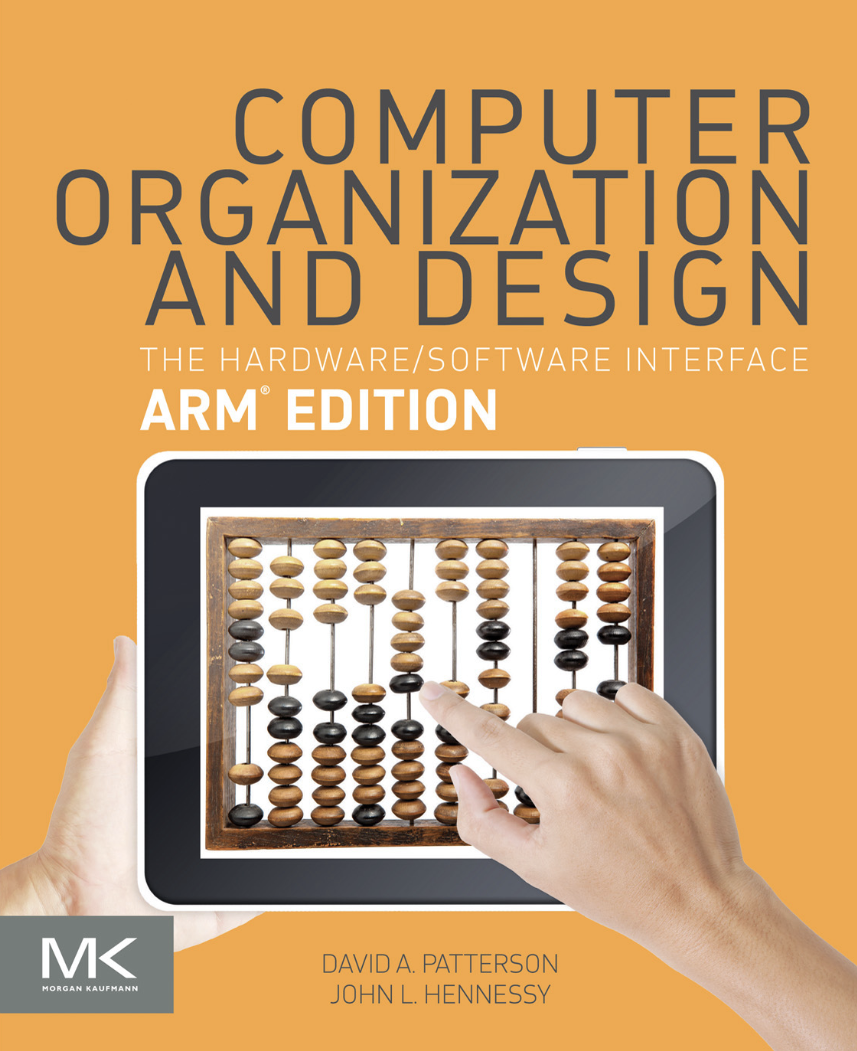 COMPUTER
ORGANIZATION
AND DESIGN
THE HARDWARE/SOFTWARE INTERFACE
ARM® EDITION
MK
MORGAN KAUFMANN
DAVID A. PATTERSON
JOHN L. HENNESSY